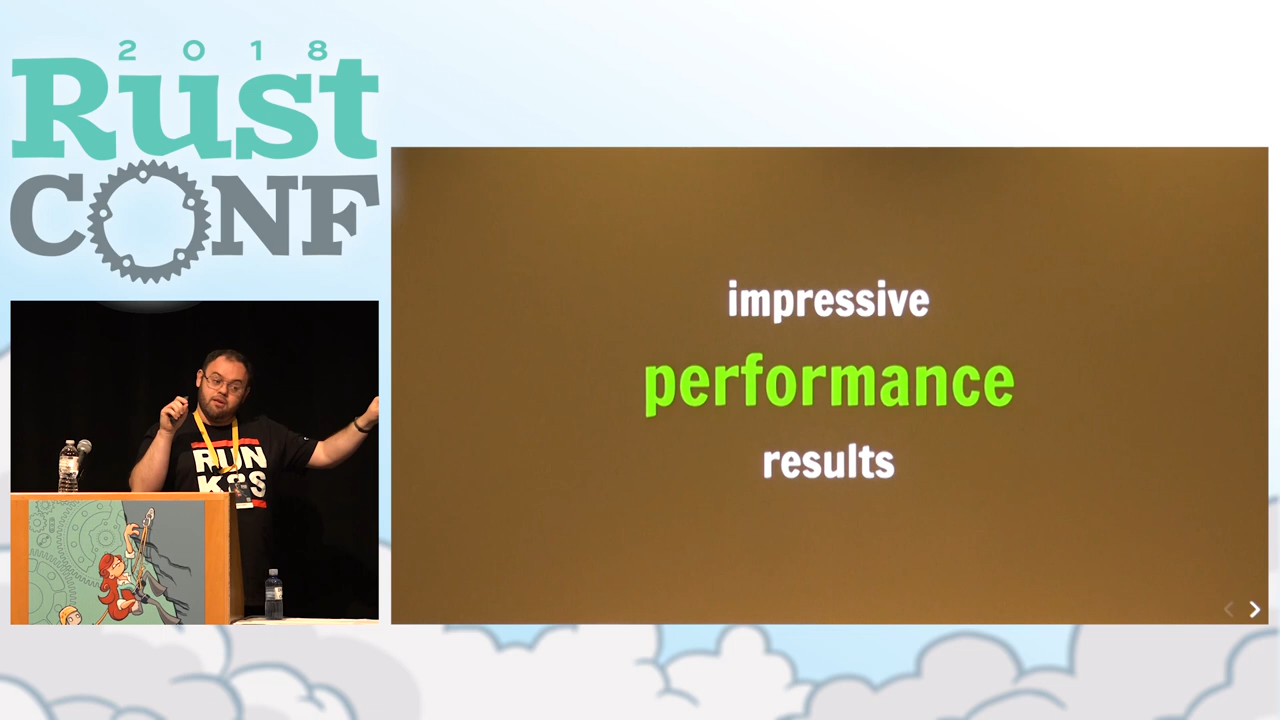 2018
Rust
CONF
RUN
K8S
impressive
performance
results